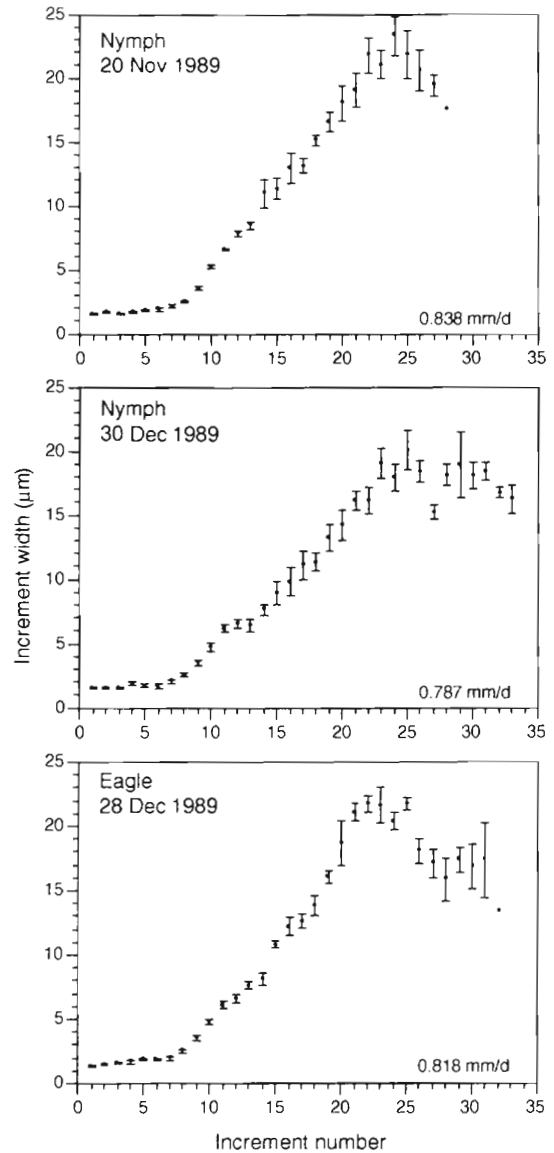 25
Nymph
20 Nov 1989
20
15
10
5
0.838 mm/d
0
0 5 10 15 20 25 30 35
25
Nymph
30 Dec 1989
20
15
10
5
0.787 mm/d
0
0 5 10 15 20 25 30 35
Increment width (μm)
25
Eagle
28 Dec 1989
20
15
10
5
0.818 mm/d
0
0 5 10 15 20 25 30 35
Increment number